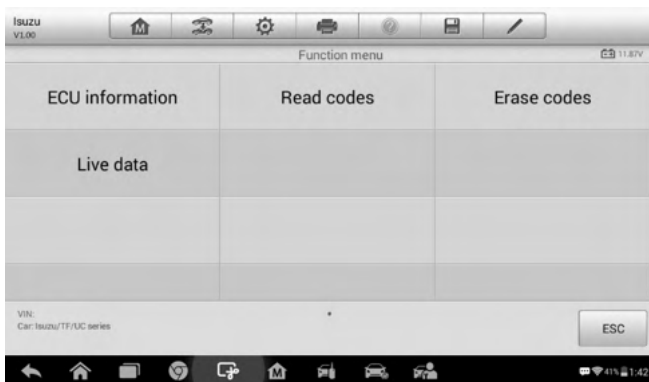 Isuzu
V1.00
Function menu
11.87V
ECU information
Read codes
Erase codes
Live data
VIN:
Car: Isuzu/TF/UC series
ESC
41% 1:42